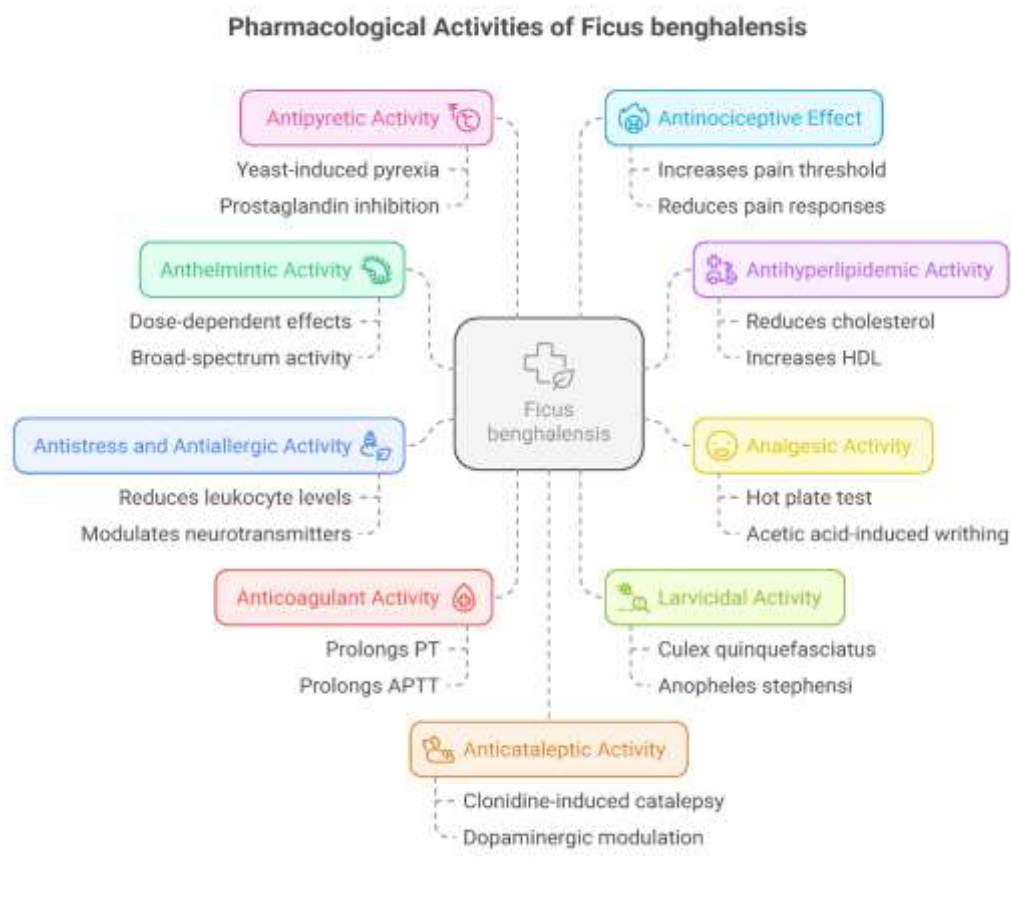 Pharmacological Activities of Ficus benghalensis
Antipyretic Activity
Yeast-induced pyrexia
Prostaglandin inhibition
Antinociceptive Effect
Increases pain threshold
Reduces pain responses
Anthelmintic Activity
Dose-dependent effects
Broad-spectrum activity
Antihyperlipidemic Activity
Reduces cholesterol
Increases HDL
Ficus
benghalensis
Antistress and Antiallergic Activity
Reduces leukocyte levels
Modulates neurotransmitters
Analgesic Activity
Hot plate test
Acetic acid-induced writhing
Anticoagulant Activity
Prolongs PT
Prolongs APTT
Larvicidal Activity
Culex quinquefasciatus
Anopheles stephensi
Anticataleptic Activity
Clonidine-induced catalepsy
Dopaminergic modulation